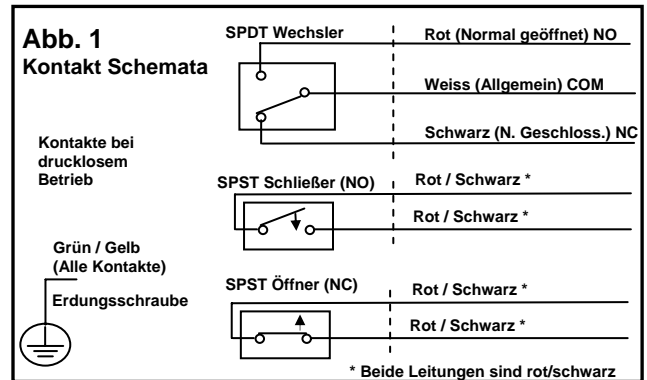 Abb. 1
Kontakt Schemata
SPDT Wechsler
Rot (Normal geöffnet) NO
Weiss (Allgemein) COM
Schwarz (N. Geschloss.) NC
Kontakte bei
drucklosem
Betrieb
SPST Schließer (NO)
Rot / Schwarz *
Rot / Schwarz *
Grün / Gelb
(Alle Kontakte)
Erdungsschraube
SPST Öffner (NC)
Rot / Schwarz *
Rot / Schwarz *
* Beide Leitungen sind rot/schwarz